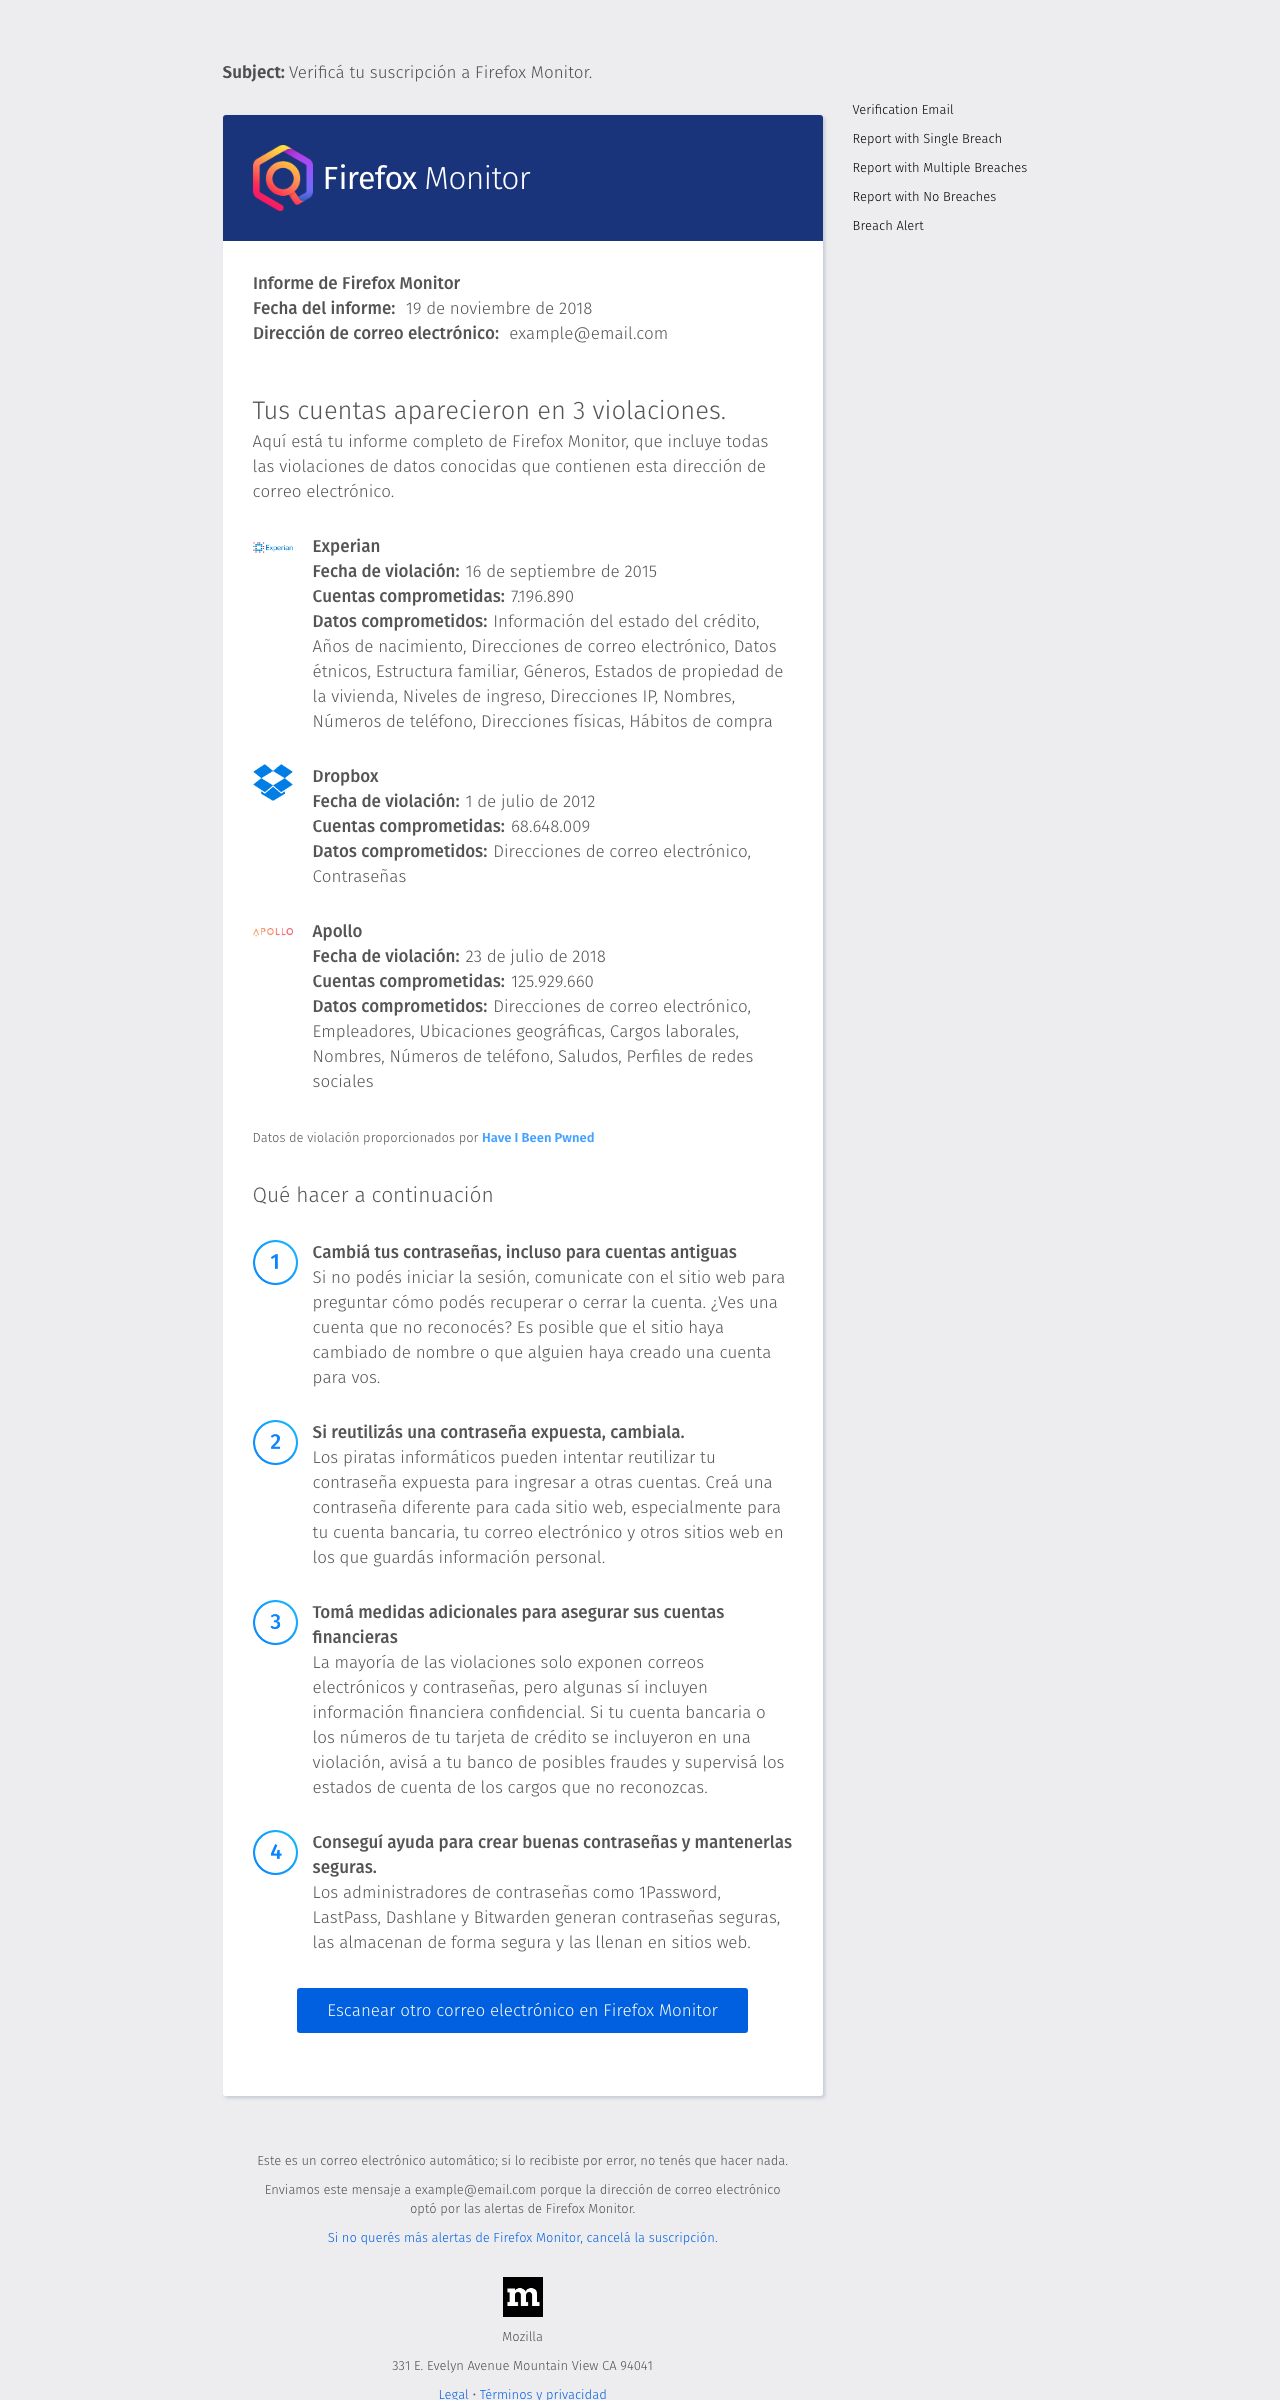 Subject: Verificá tu suscripción a Firefox Monitor.
Verification Email
Report with Single Breach
Report with Multiple Breaches
Report with No Breaches
Breach Alert
Firefox Monitor
Informe de Firefox Monitor
Fecha del informe: 19 de noviembre de 2018
Dirección de correo electrónico: example@email.com
Tus cuentas aparecieron en 3 violaciones.
Aquí está tu informe completo de Firefox Monitor, que incluye todas
las violaciones de datos conocidas que contienen esta dirección de
correo electrónico.
Experian
Experian
Fecha de violación: 16 de septiembre de 2015
Cuentas comprometidas: 7.196.890
Datos comprometidos: Información del estado del crédito,
Años de nacimiento, Direcciones de correo electrónico, Datos
étnicos, Estructura familiar, Géneros, Estados de propiedad de
la vivienda, Niveles de ingreso, Direcciones IP, Nombres,
Números de teléfono, Direcciones físicas, Hábitos de compra
Dropbox
Fecha de violación: 1 de julio de 2012
Cuentas comprometidas: 68.648.009
Datos comprometidos: Direcciones de correo electrónico,
Contraseñas
APOLLO
Apollo
Fecha de violación: 23 de julio de 2018
Cuentas comprometidas: 125.929.660
Datos comprometidos: Direcciones de correo electrónico,
Empleadores, Ubicaciones geográficas, Cargos laborales,
Nombres, Números de teléfono, Saludos, Perfiles de redes
sociales
Datos de violación proporcionados por Have I Been Pwned
Qué hacer a continuación
1
Cambiá tus contraseñas, incluso para cuentas antiguas
Si no podés iniciar la sesión, comunicate con el sitio web para
preguntar cómo podés recuperar o cerrar la cuenta. ¿Ves una
cuenta que no reconocés? Es posible que el sitio haya
cambiado de nombre o que alguien haya creado una cuenta
para vos.
2
Si reutilizás una contraseña expuesta, cambiala.
Los piratas informáticos pueden intentar reutilizar tu
contraseña expuesta para ingresar a otras cuentas. Creá una
contraseña diferente para cada sitio web, especialmente para
tu cuenta bancaria, tu correo electrónico y otros sitios web en
los que guardás información personal.
3
Tomá medidas adicionales para asegurar sus cuentas
financieras
La mayoría de las violaciones solo exponen correos
electrónicos y contraseñas, pero algunas sí incluyen
información financiera confidencial. Si tu cuenta bancaria o
los números de tu tarjeta de crédito se incluyeron en una
violación, avisá a tu banco de posibles fraudes y supervisá los
estados de cuenta de los cargos que no reconozcas.
4
Conseguí ayuda para crear buenas contraseñas y mantenerlas
seguras.
Los administradores de contraseñas como 1Password,
LastPass, Dashlane y Bitwarden generan contraseñas seguras,
las almacenan de forma segura y las llenan en sitios web.
Escanear otro correo electrónico en Firefox Monitor
Este es un correo electrónico automático; si lo recibiste por error, no tenés que hacer nada.
Enviamos este mensaje a example@email.com porque la dirección de correo electrónico
optó por las alertas de Firefox Monitor.
Si no querés más alertas de Firefox Monitor, cancelá la suscripción.
m
Mozilla
331 E. Evelyn Avenue Mountain View CA 94041
Legal • Términos y privacidad